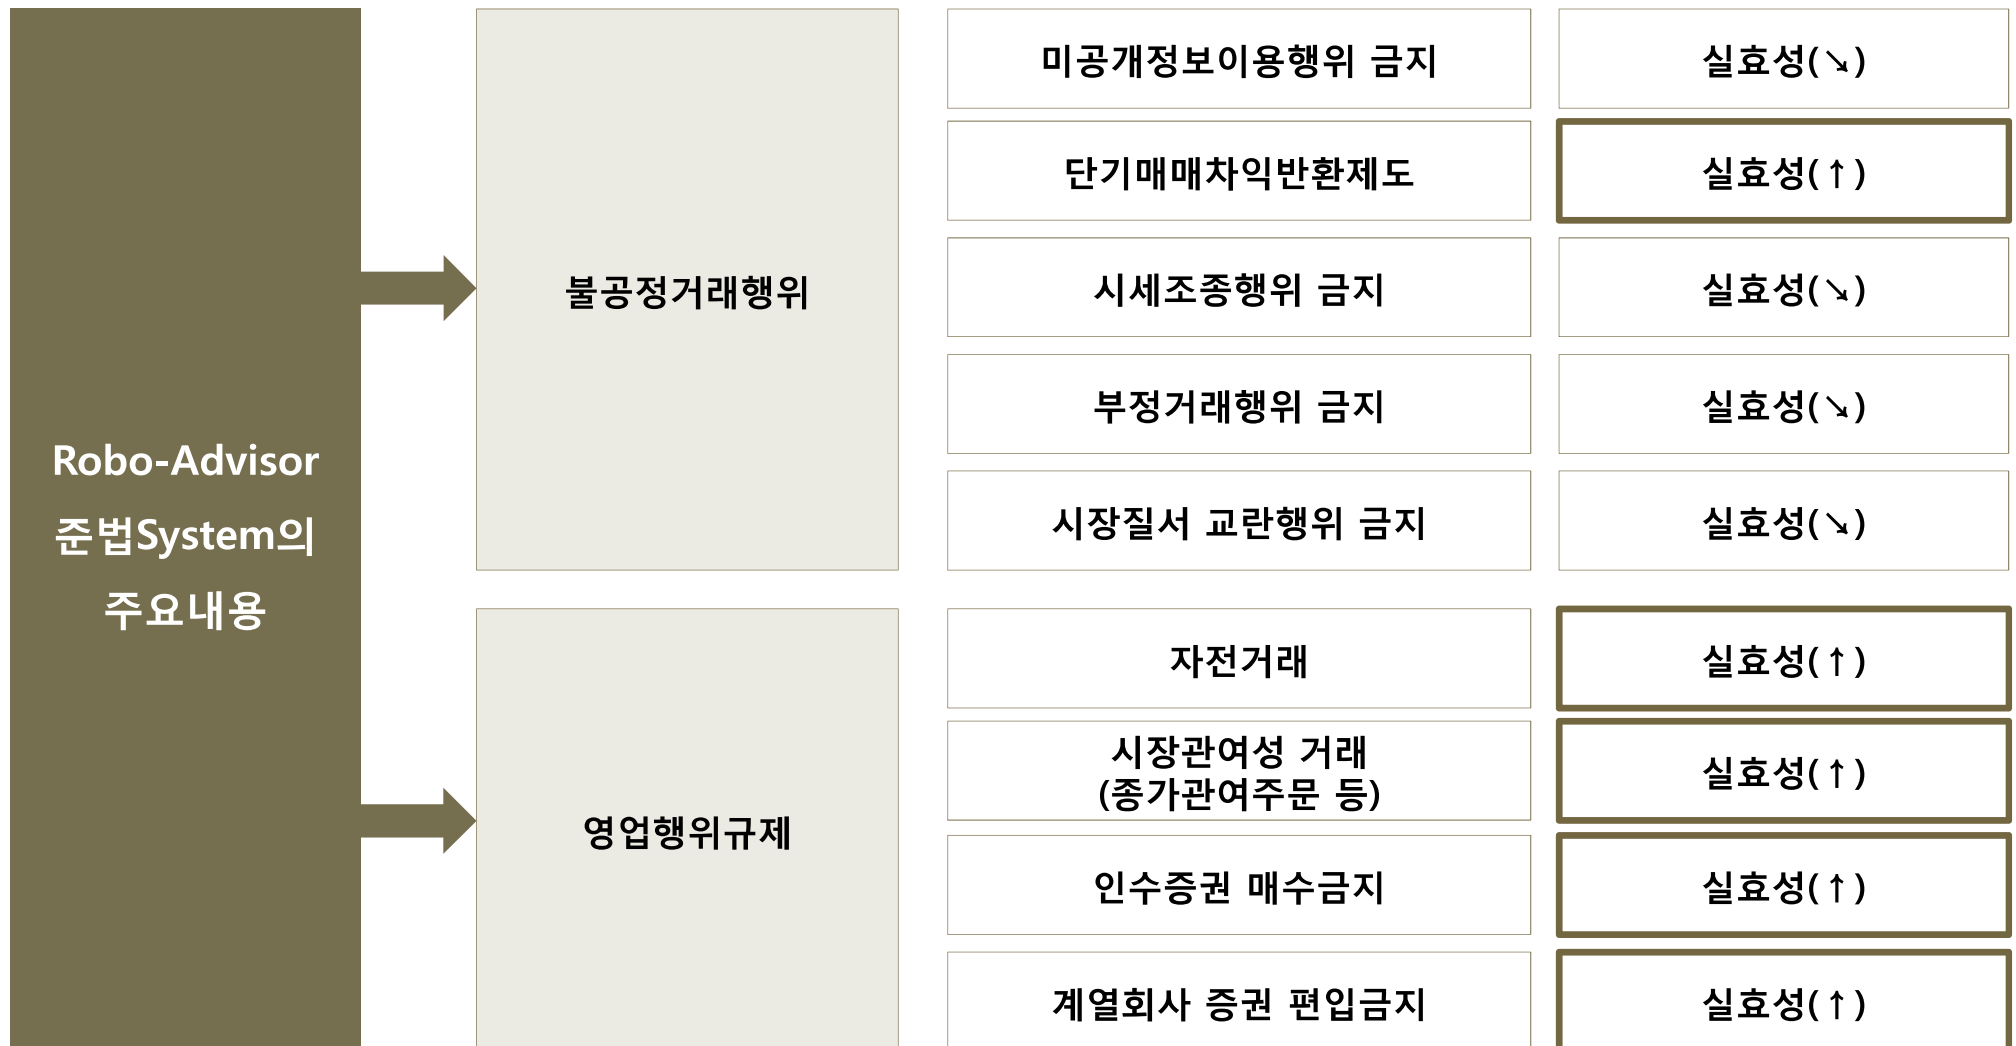 Robo-Advisor
준법System의
주요내용
불공정거래행위
미공개정보이용행위 금지
실효성(↘)
단기매매차익반환제도
실효성(↑)
시세조종행위 금지
실효성(↘)
부정거래행위 금지
실효성(↘)
시장질서 교란행위 금지
실효성(↘)
영업행위규제
자전거래
실효성(↑)
시장관여성 거래
(종가관여주문 등)
실효성(↑)
인수증권 매수금지
실효성(↑)
계열회사 증권 편입금지
실효성(↑)